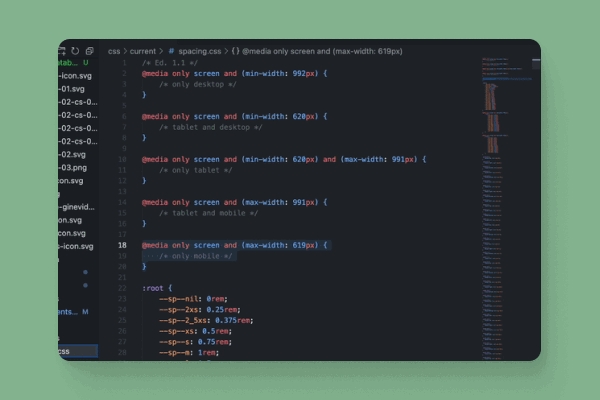 css > current > # spacing.css > {} @media only screen and (max-width: 619px)
U
-icon.svg
-01.svg
-02-cs-0...
-02-cs-0...
-02-cs-0...
-02-cs-0...
-02.svg
-03.png
con.svg
-ginevid...
on.svg
-icon.svg
s-icon.svg
ents... M
css
1 /* Ed. 1.1 */
2 @media only screen and (min-width: 992px) {
3 /* only desktop */
4 }
5
6 @media only screen and (min-width: 620px) {
7 /* tablet and desktop */
8 }
9
10 @media only screen and (min-width: 620px) and (max-width: 991px) {
11 /* only tablet */
12 }
13
14 @media only screen and (max-width: 991px) {
15 /* tablet and mobile */
16 }
17
18 @media only screen and (max-width: 619px) {
19 /* only mobile */
20 }
21
22 :root {
23 --sp--nil: 0rem;
24 --sp--2xs: 0.25rem;
25 --sp--2_5xs: 0.375rem;
26 --sp--xs: 0.5rem;
27 --sp--s: 0.75rem;
28 --sp--m: 1rem;